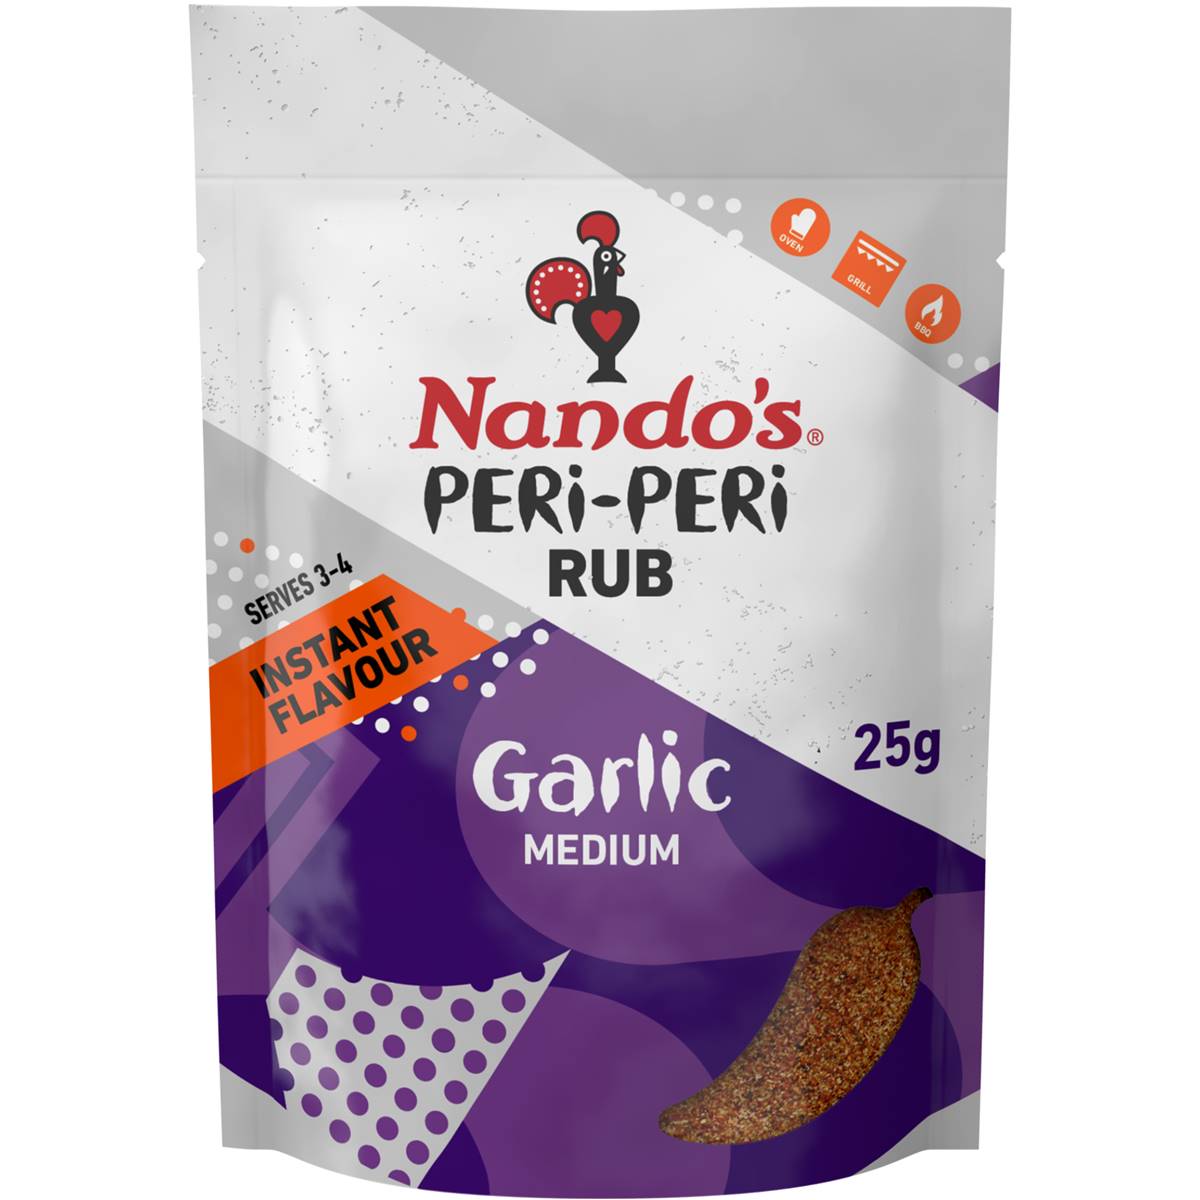 OVEN
GRILL
BBQ
Nando's®
PERi-PERi
RUB
SERVES 3-4
INSTANT
FLAVOUR
25g
Garlic
MEDIUM